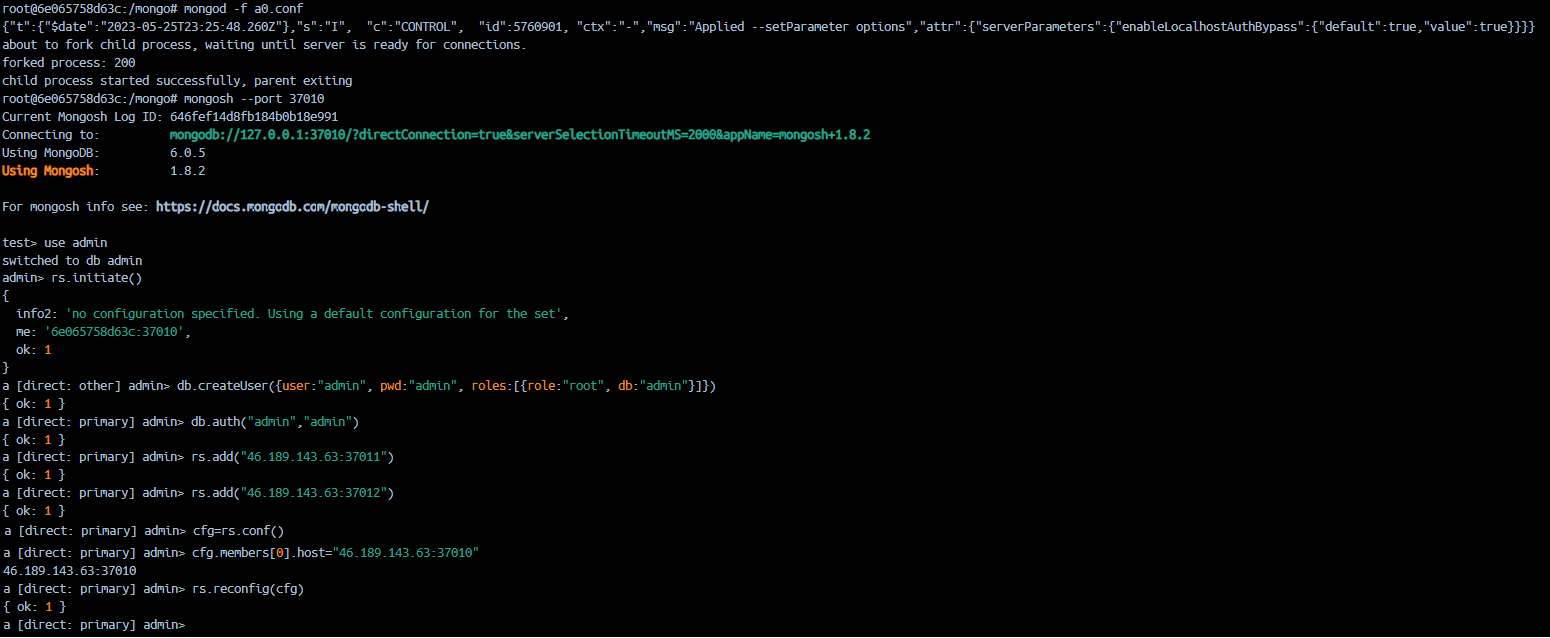 root@6e065758d63c:/mongo# mongod -f a0.conf
{"t":{"$date":"2023-05-25T23:25:48.260Z"},"s":"I",  "c":"CONTROL",  "id":5760901, "ctx":"-","msg":"Applied --setParameter options","attr":{"serverParameters":{"enableLocalhostAuthBypass":{"default":true,"value":true}}}}
about to fork child process, waiting until server is ready for connections.
forked process: 200
child process started successfully, parent exiting
root@6e065758d63c:/mongo# mongosh --port 37010
Current Mongosh Log ID: 646fef14d8fb184b0b18e991
Connecting to:          mongodb://127.0.0.1:37010/?directConnection=true&serverSelectionTimeoutMS=2000&appName=mongosh+1.8.2
Using MongoDB:          6.0.5
Using Mongosh:          1.8.2
For mongosh info see: https://docs.mongodb.com/mongodb-shell/
test> use admin
switched to db admin
admin> rs.initiate()
{
  info2: 'no configuration specified. Using a default configuration for the set',
  me: '6e065758d63c:37010',
  ok: 1
}
a [direct: other] admin> db.createUser({user:"admin", pwd:"admin", roles:[{role:"root", db:"admin"}]})
{ ok: 1 }
a [direct: primary] admin> db.auth("admin","admin")
{ ok: 1 }
a [direct: primary] admin> rs.add("46.189.143.63:37011")
{ ok: 1 }
a [direct: primary] admin> rs.add("46.189.143.63:37012")
{ ok: 1 }
a [direct: primary] admin> cfg=rs.conf()
a [direct: primary] admin> cfg.members[0].host="46.189.143.63:37010"
46.189.143.63:37010
a [direct: primary] admin> rs.reconfig(cfg)
{ ok: 1 }
a [direct: primary] admin>